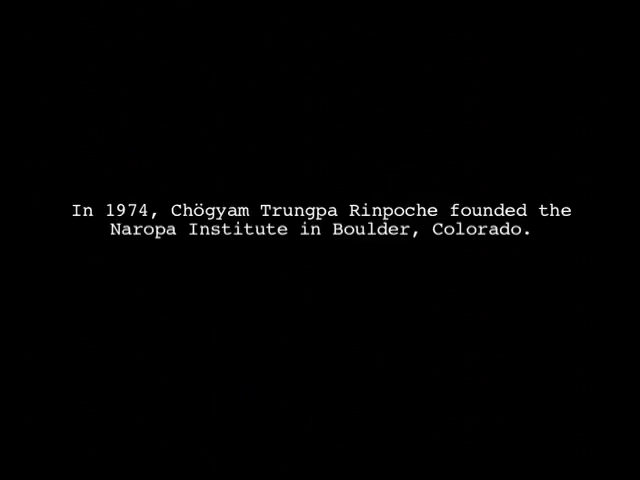 In 1974, Chögyam Trungpa Rinpoche founded the
Naropa Institute in Boulder, Colorado.